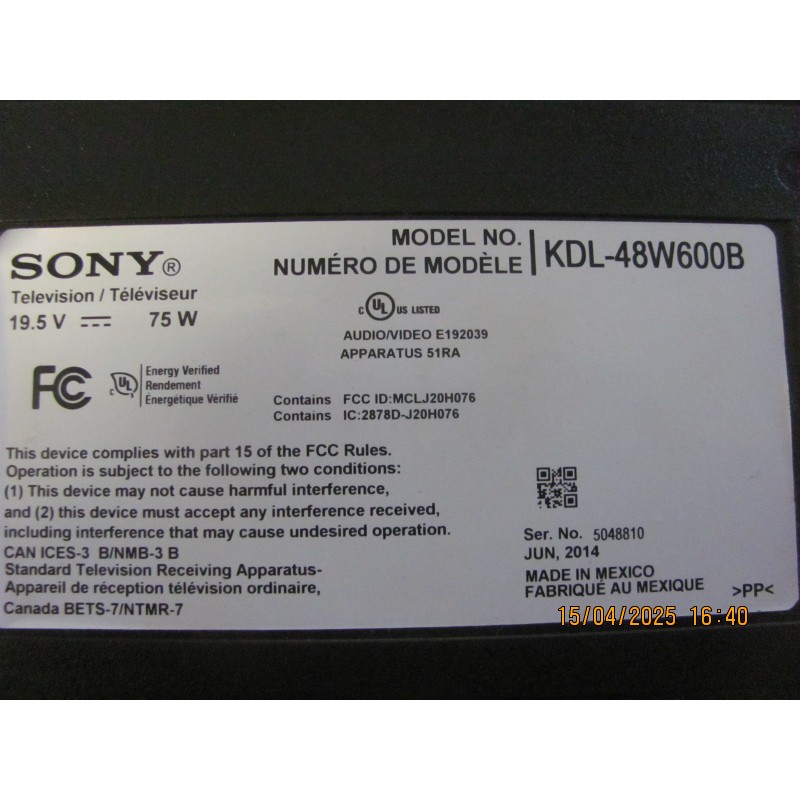 SONY®
MODEL NO.
NUMÉRO DE MODÈLE
KDL-48W600B
Television / Téléviseur
19.5 V ⎓ 75 W
c UL US LISTED
AUDIO/VIDEO E192039
APPARATUS 51RA
FC
c UL
Energy Verified
Rendement
Énergétique Vérifié
Contains FCC ID:MCLJ20H076
Contains IC:2878D-J20H076
This device complies with part 15 of the FCC Rules.
Operation is subject to the following two conditions:
(1) This device may not cause harmful interference,
and (2) this device must accept any interference received,
including interference that may cause undesired operation.
CAN ICES-3 B/NMB-3 B
Standard Television Receiving Apparatus-
Appareil de réception télévision ordinaire,
Canada BETS-7/NTMR-7
Ser. No. 5048810
JUN, 2014
MADE IN MEXICO
FABRIQUÉ AU MEXIQUE
>PP<
15/04/2025 16:40